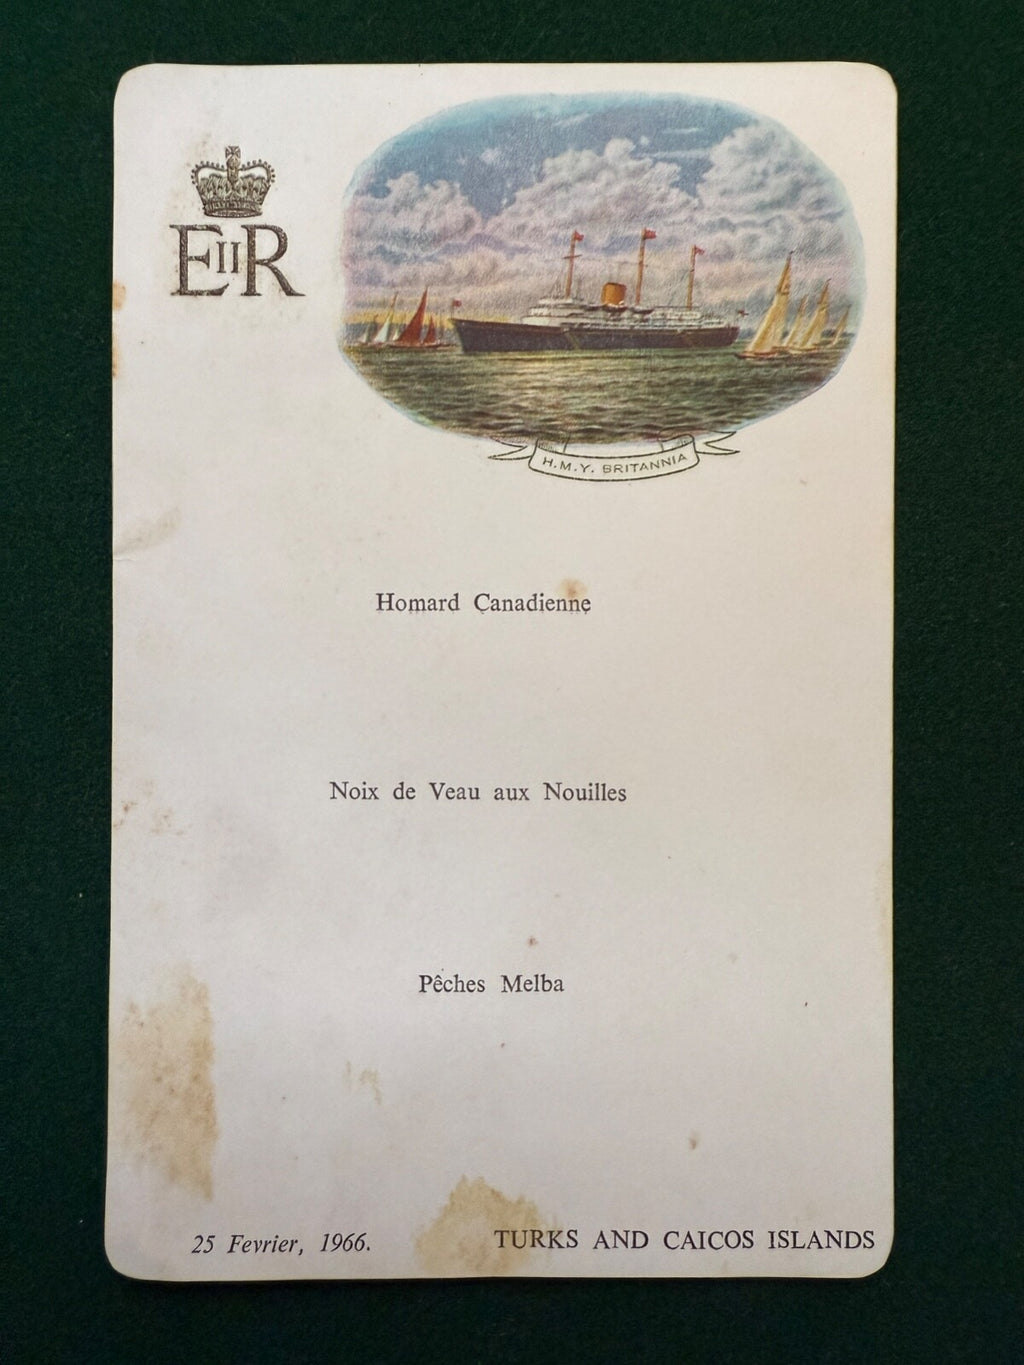 EIIR
H.M.Y. BRITANNIA
Homard Canadienne
Noix de Veau aux Nouilles
Pêches Melba
25 Fevrier, 1966.
TURKS AND CAICOS ISLANDS